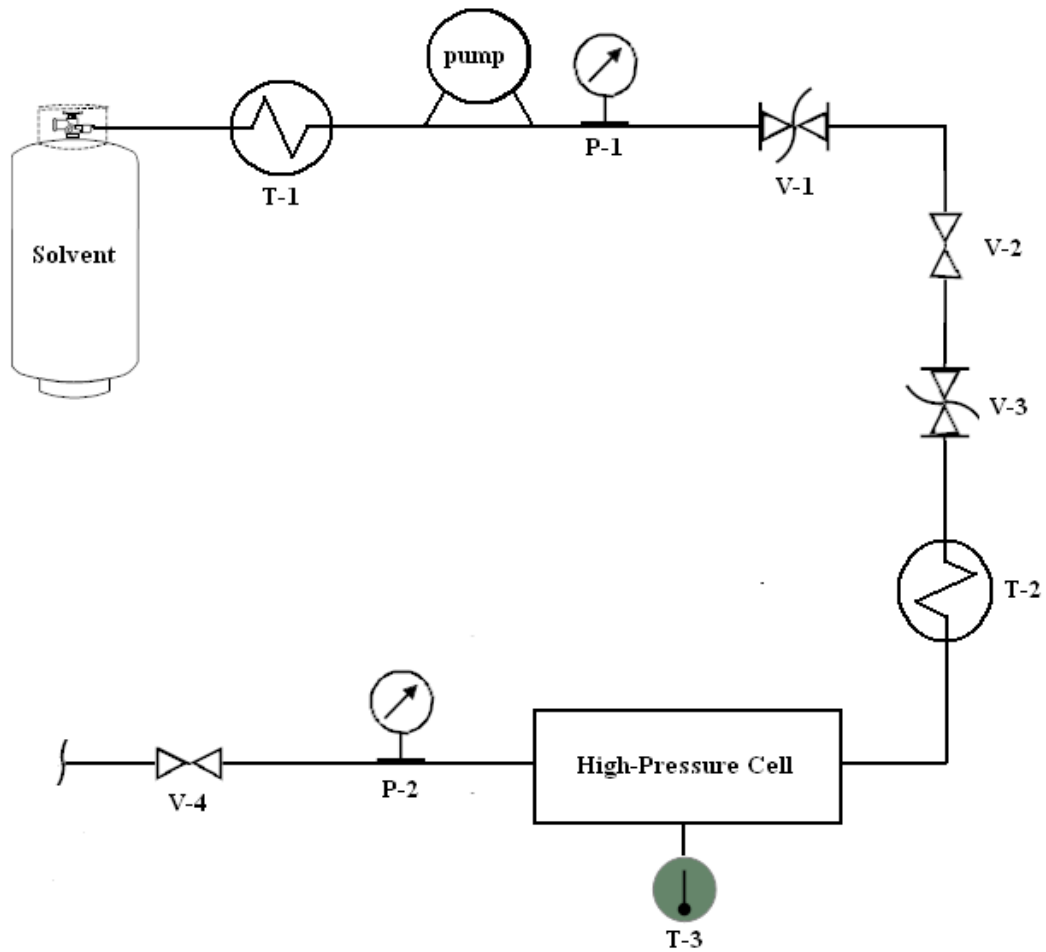 pump
P-1
T-1
V-1
Solvent
V-2
V-3
T-2
High-Pressure Cell
P-2
V-4
T-3